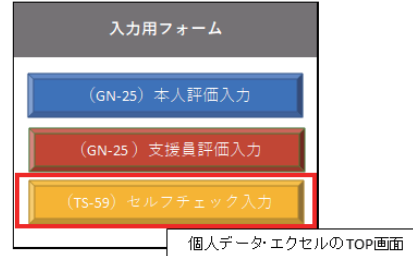 入力用フォーム
（GN-25）本人評価入力
（GN-25 ）支援員評価入力
（TS-59）セルフチェック入力
個人データ・エクセルのTOP画面